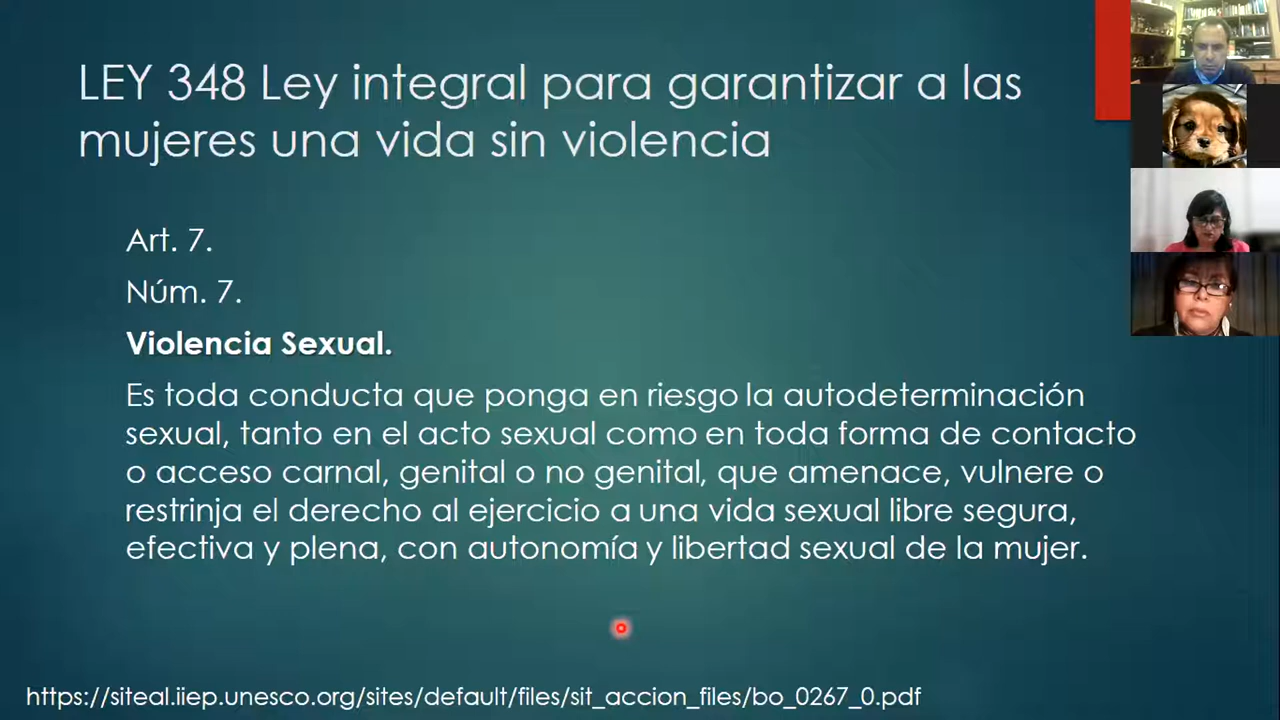 LEY 348 Ley integral para garantizar a las
mujeres una vida sin violencia
Art. 7.
Núm. 7.
Violencia Sexual.
Es toda conducta que ponga en riesgo la autodeterminación
sexual, tanto en el acto sexual como en toda forma de contacto
o acceso carnal, genital o no genital, que amenace, vulnere o
restrinja el derecho al ejercicio a una vida sexual libre segura,
efectiva y plena, con autonomía y libertad sexual de la mujer.
https://siteal.iiep.unesco.org/sites/default/files/sit_accion_files/bo_0267_0.pdf